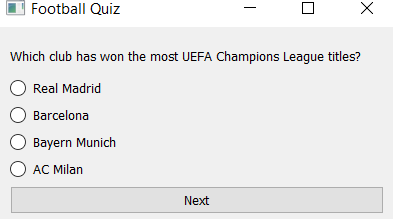 Football Quiz
Which club has won the most UEFA Champions League titles?
Real Madrid
Barcelona
Bayern Munich
AC Milan
Next